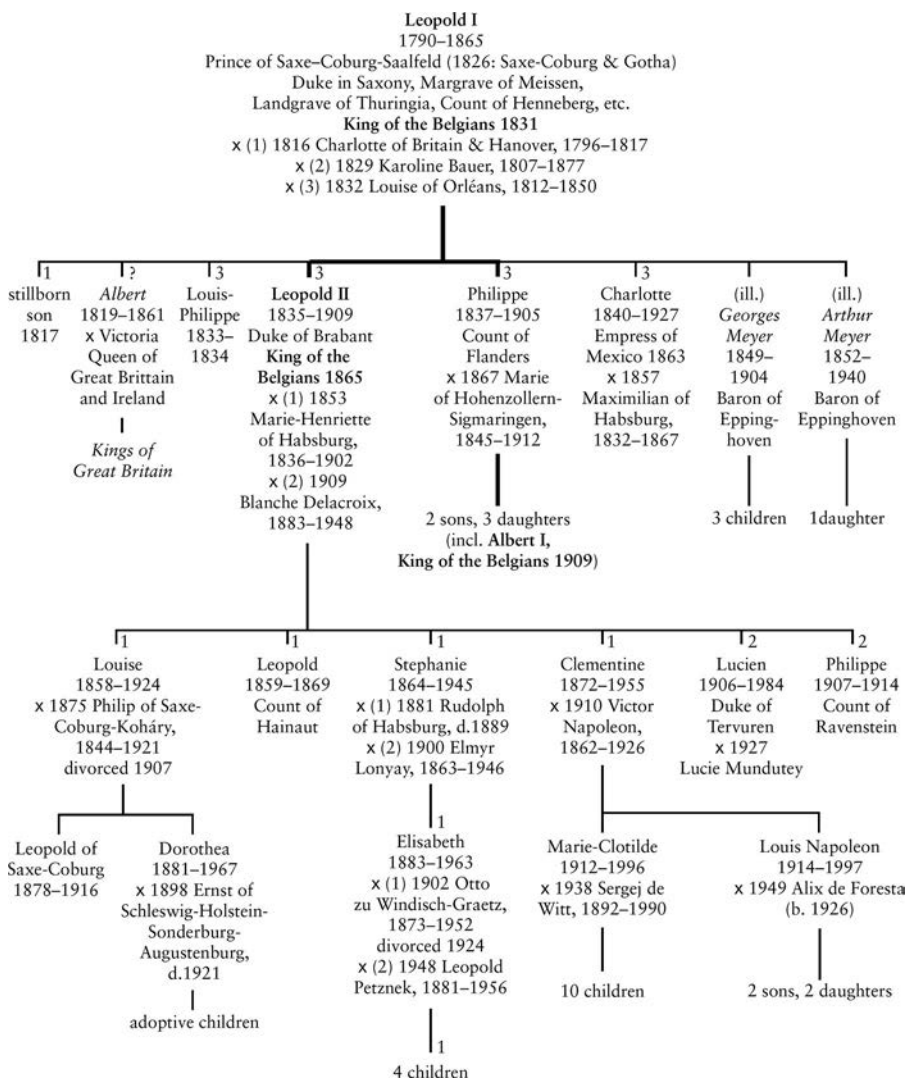 Leopold I
1790–1865
Prince of Saxe–Coburg-Saalfeld (1826: Saxe-Coburg & Gotha)
Duke in Saxony, Margrave of Meissen,
Landgrave of Thuringia, Count of Henneberg, etc.
King of the Belgians 1831
x (1) 1816 Charlotte of Britain & Hanover, 1796–1817
x (2) 1829 Karoline Bauer, 1807–1877
x (3) 1832 Louise of Orléans, 1812–1850
1
stillborn
son
1817
?
Albert
1819–1861
x Victoria
Queen of
Great Brittain
and Ireland
Kings of
Great Britain
3
Louis-
Philippe
1833–
1834
3
Leopold II
1835–1909
Duke of Brabant
King of the
Belgians 1865
x (1) 1853
Marie-Henriette
of Habsburg,
1836–1902
x (2) 1909
Blanche Delacroix,
1883–1948
3
Philippe
1837–1905
Count of
Flanders
x 1867 Marie
of Hohenzollern-
Sigmaringen,
1845–1912
2 sons, 3 daughters
(incl. Albert I,
King of the Belgians 1909)
3
Charlotte
1840–1927
Empress of
Mexico 1863
x 1857
Maximilian of
Habsburg,
1832–1867
(ill.)
Georges
Meyer
1849–
1904
Baron of
Epping-
hoven
3 children
(ill.)
Arthur
Meyer
1852–
1940
Baron of
Eppinghoven
1daughter
1
Louise
1858–1924
x 1875 Philip of Saxe-
Coburg-Koháry,
1844–1921
divorced 1907
1
Leopold
1859–1869
Count of
Hainaut
1
Stephanie
1864–1945
x (1) 1881 Rudolph
of Habsburg, d.1889
x (2) 1900 Elmyr
Lonyay, 1863–1946
1
Clementine
1872–1955
x 1910 Victor
Napoleon,
1862–1926
2
Lucien
1906–1984
Duke of
Tervuren
x 1927
Lucie Mundutey
2
Philippe
1907–1914
Count of
Ravenstein
Leopold of
Saxe-Coburg
1878–1916
Dorothea
1881–1967
x 1898 Ernst of
Schleswig-Holstein-
Sonderburg-
Augustenburg,
d.1921
adoptive children
1
Elisabeth
1883–1963
x (1) 1902 Otto
zu Windisch-Graetz,
1873–1952
divorced 1924
x (2) 1948 Leopold
Petznek, 1881–1956
1
4 children
Marie-Clotilde
1912–1996
x 1938 Sergej de
Witt, 1892–1990
10 children
Louis Napoleon
1914–1997
x 1949 Alix de Foresta
(b. 1926)
2 sons, 2 daughters